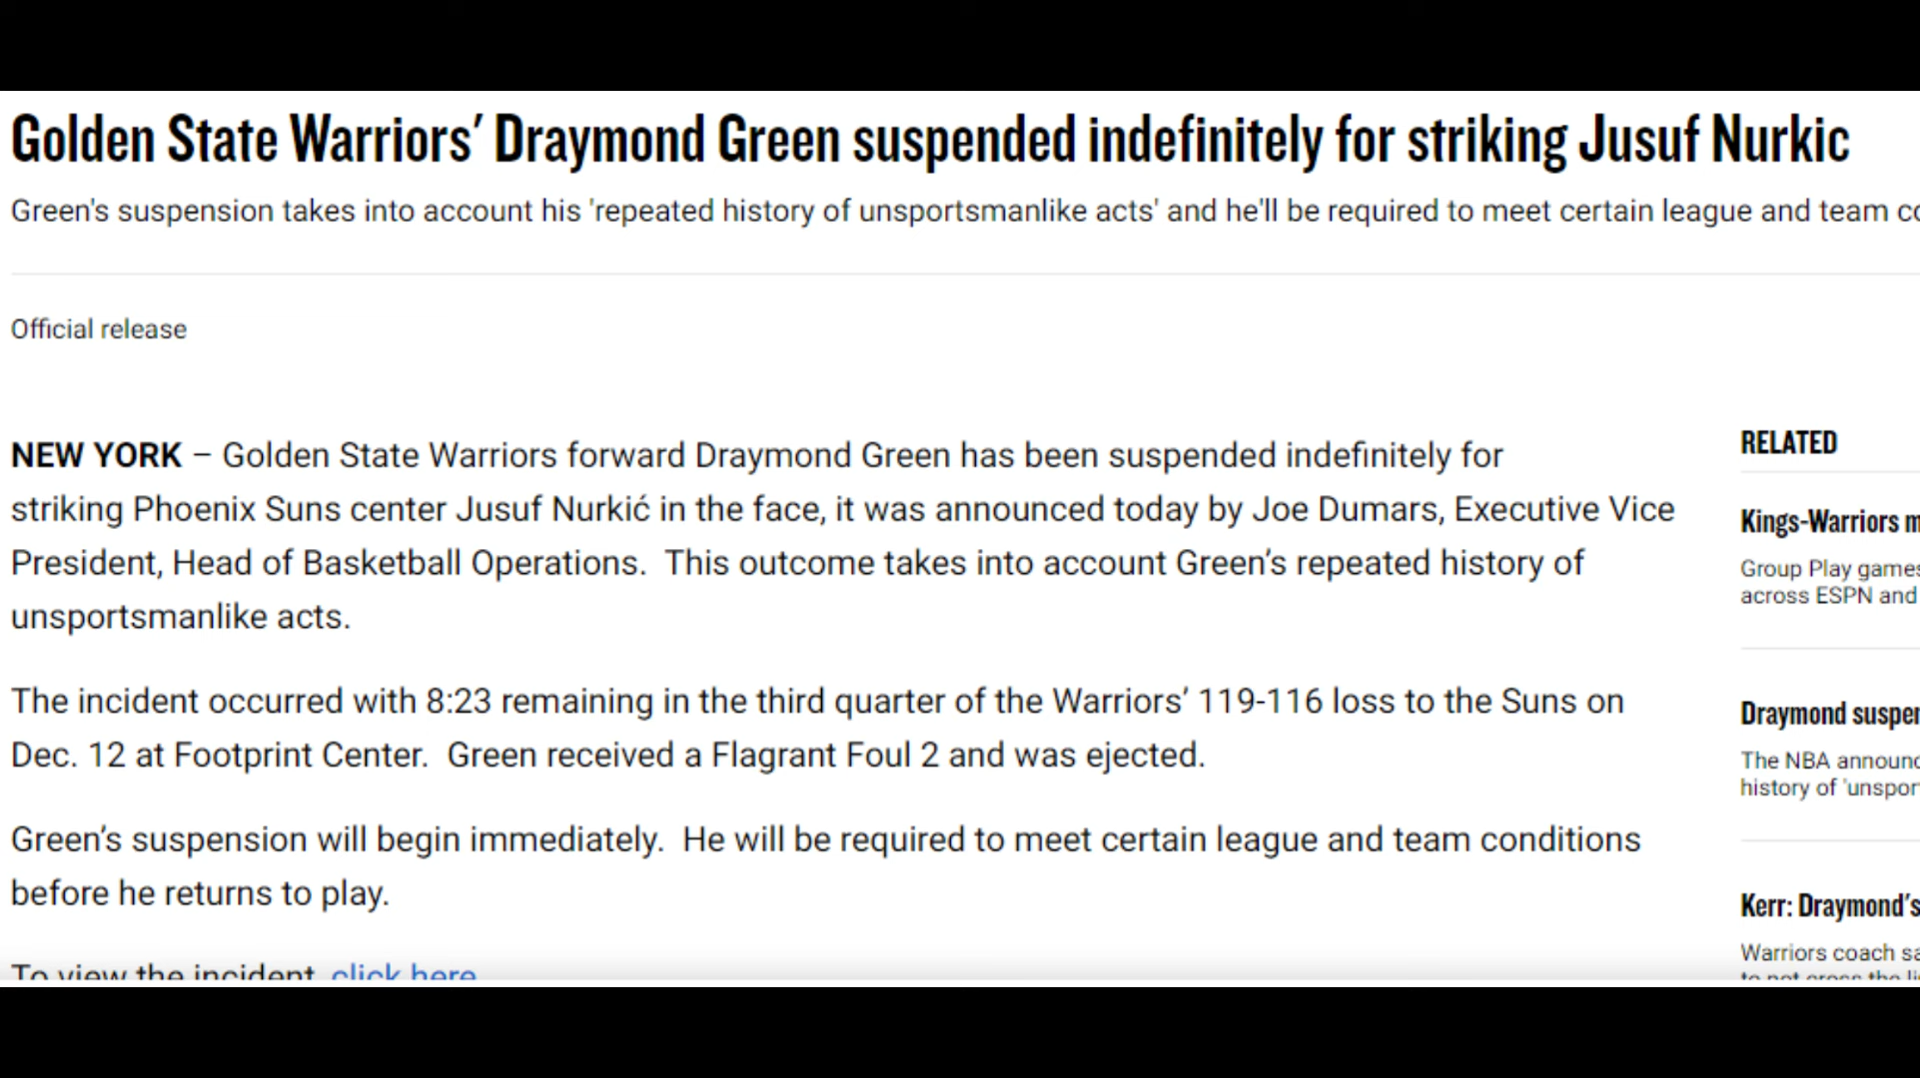 Golden State Warriors' Draymond Green suspended indefinitely for striking Jusuf Nurkic
Green's suspension takes into account his 'repeated history of unsportsmanlike acts' and he'll be required to meet certain league and team
Official release
NEW YORK – Golden State Warriors forward Draymond Green has been suspended indefinitely for
striking Phoenix Suns center Jusuf Nurkić in the face, it was announced today by Joe Dumars, Executive Vice
President, Head of Basketball Operations.  This outcome takes into account Green's repeated history of
unsportsmanlike acts.
The incident occurred with 8:23 remaining in the third quarter of the Warriors' 119-116 loss to the Suns on
Dec. 12 at Footprint Center.  Green received a Flagrant Foul 2 and was ejected.
Green's suspension will begin immediately.  He will be required to meet certain league and team conditions
before he returns to play.
To view the incident, click here
RELATED
Kings-Warriors
Group Play games
across ESPN and
Draymond
The NBA
history of
Kerr: Draymond's
Warriors coach
to not cross the